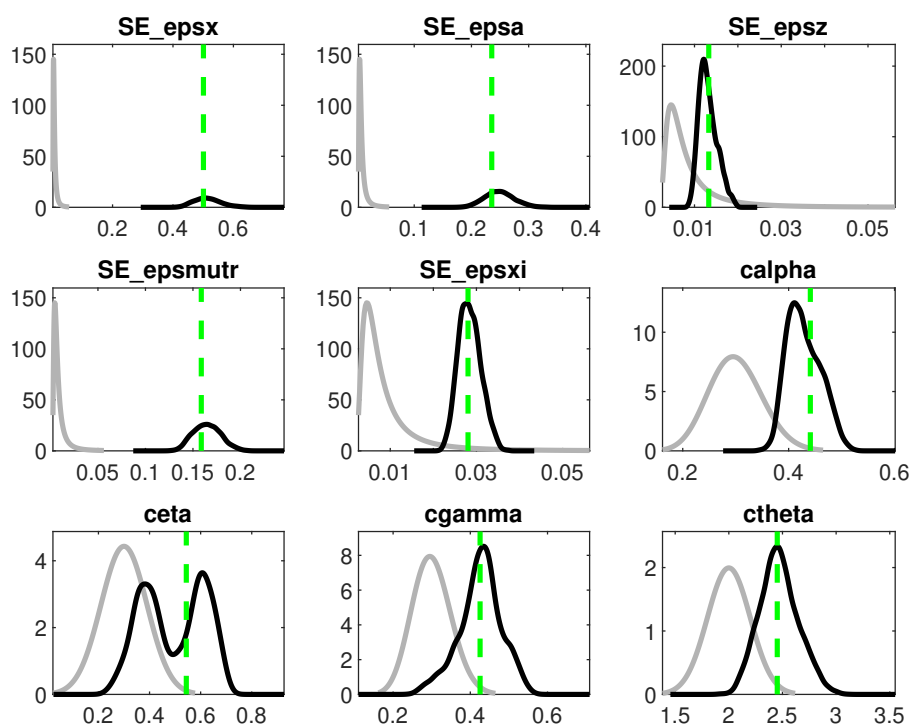 SE_epsx SE_epsa SE_epsz
150 150 200
100 100
50 50 100
0 0 0
0.2 0.4 0.6 0.1 0.2 0.3 0.4 0.01 0.03 0.05
SE_epsmutr SE_epsxi calpha
150 150 10
100 100
50 50 5
0 0 0
0.05 0.1 0.15 0.2 0.01 0.03 0.05 0.2 0.4 0.6
ceta cgamma ctheta
4 8 2
6
2 4 1
2
0 0 0
0.2 0.4 0.6 0.8 0.2 0.4 0.6 1.5 2 2.5 3 3.5